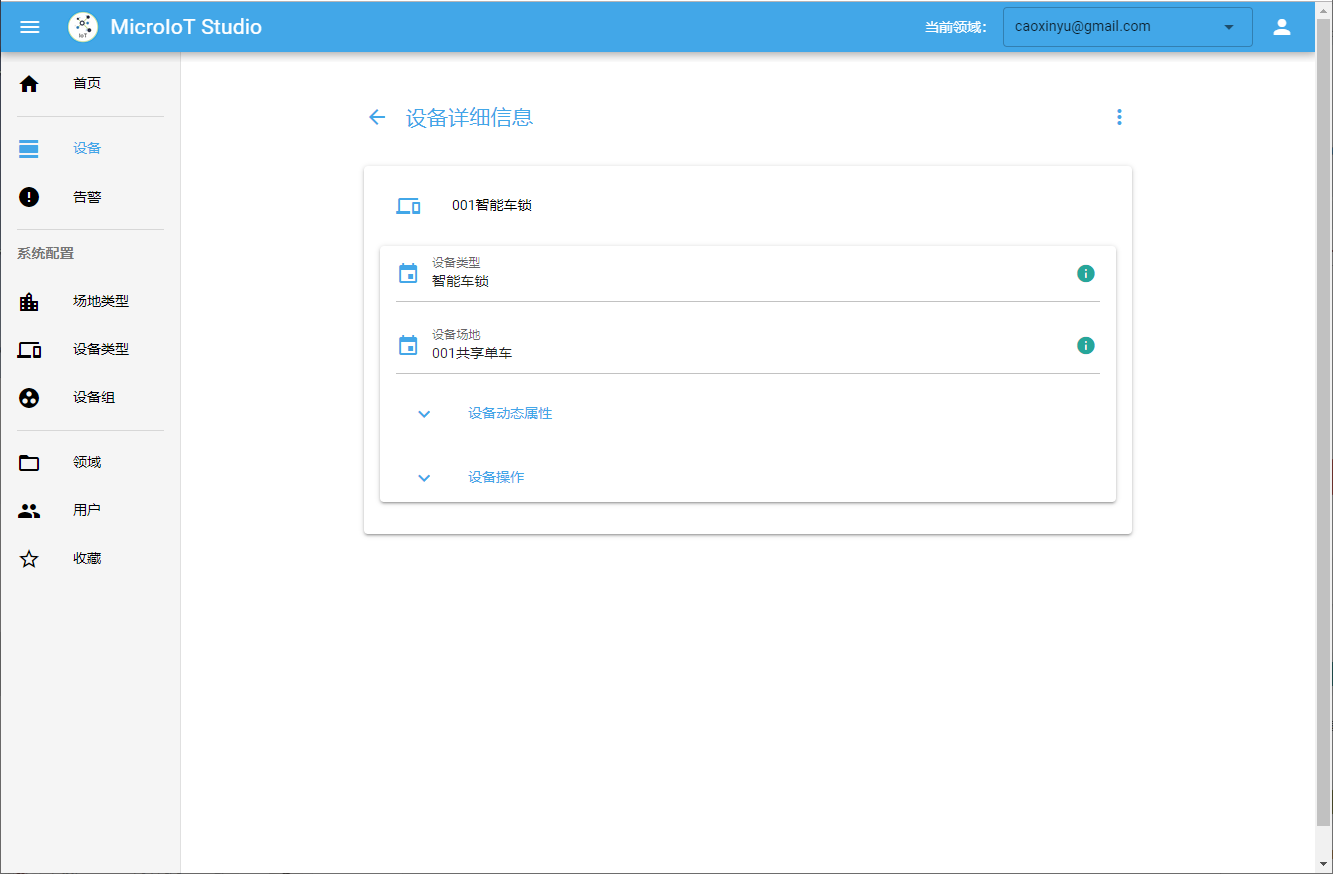 MicroIoT Studio
当前领域：
caoxinyu@gmail.com
首页
设备
告警
系统配置
场地类型
设备类型
设备组
领域
用户
收藏
设备详细信息
001智能车锁
设备类型
智能车锁
设备场地
001共享单车
设备动态属性
设备操作
IoT